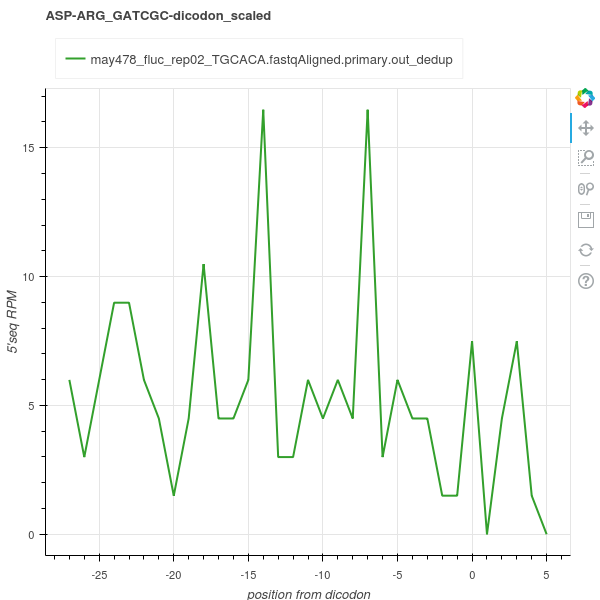 ASP-ARG_GATCGC-dicodon_scaled
may478_fluc_rep02_TGCACA.fastqAligned.primary.out_dedup
15
10
5
0
5'seq RPM
-25 -20 -15 -10 -5 0 5
position from dicodon